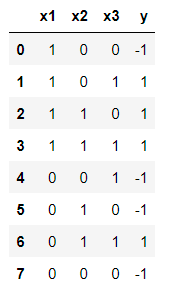 x1 x2 x3 y
0 1 0 0 -1
1 1 0 1 1
2 1 1 0 1
3 1 1 1 1
4 0 0 1 -1
5 0 1 0 -1
6 0 1 1 1
7 0 0 0 -1